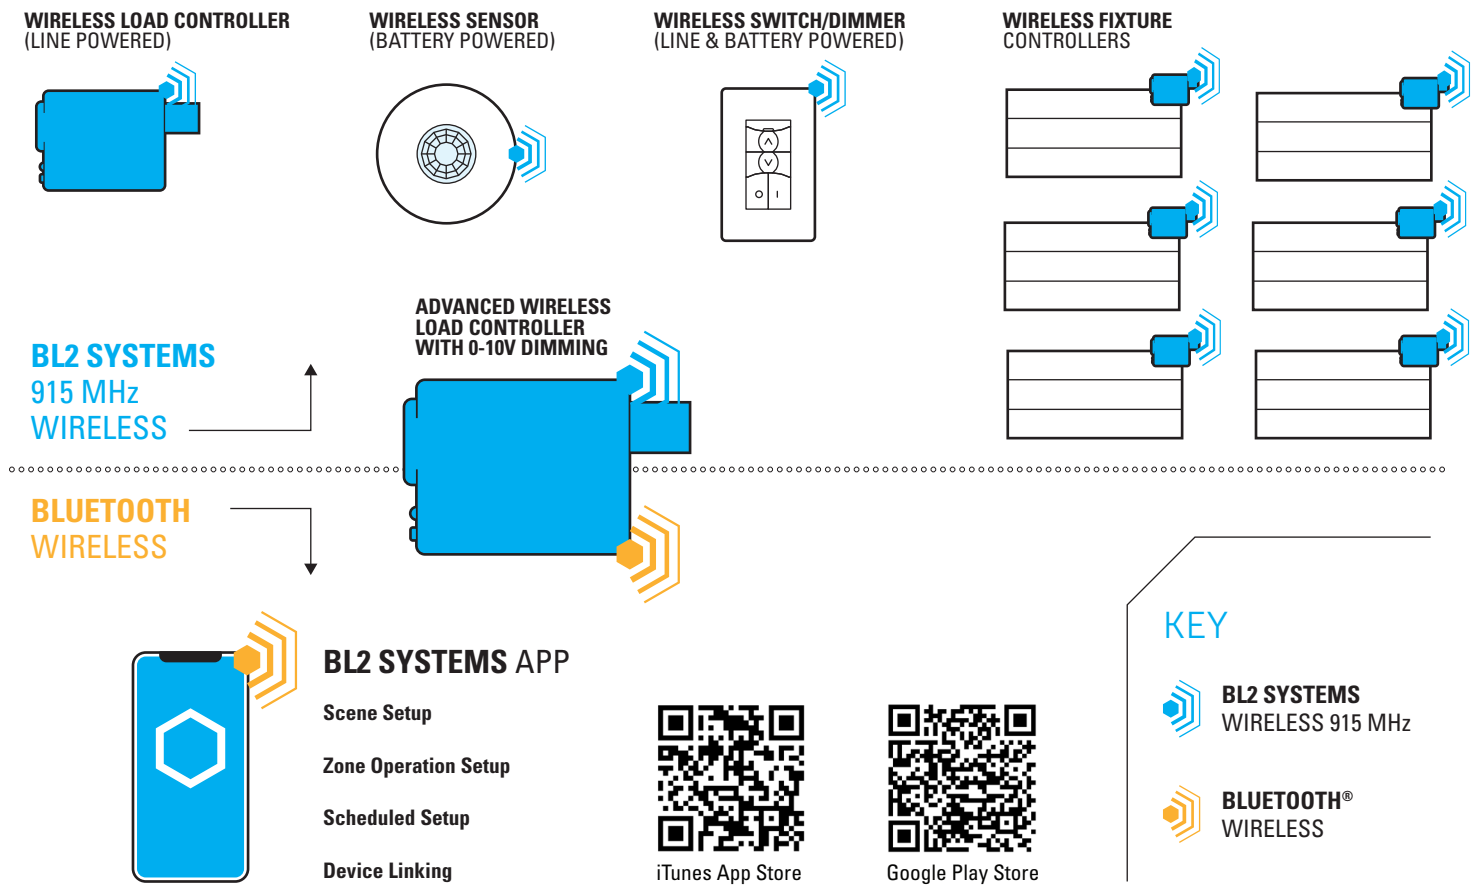 WIRELESS LOAD CONTROLLER
(LINE POWERED)
WIRELESS SENSOR
(BATTERY POWERED)
WIRELESS SWITCH/DIMMER
(LINE & BATTERY POWERED)
WIRELESS FIXTURE
CONTROLLERS
ADVANCED WIRELESS
LOAD CONTROLLER
WITH 0-10V DIMMING
BL2 SYSTEMS
915 MHz
WIRELESS
BLUETOOTH
WIRELESS
BL2 SYSTEMS APP
Scene Setup
Zone Operation Setup
Scheduled Setup
Device Linking
iTunes App Store
Google Play Store
KEY
BL2 SYSTEMS
WIRELESS 915 MHz
BLUETOOTH®
WIRELESS